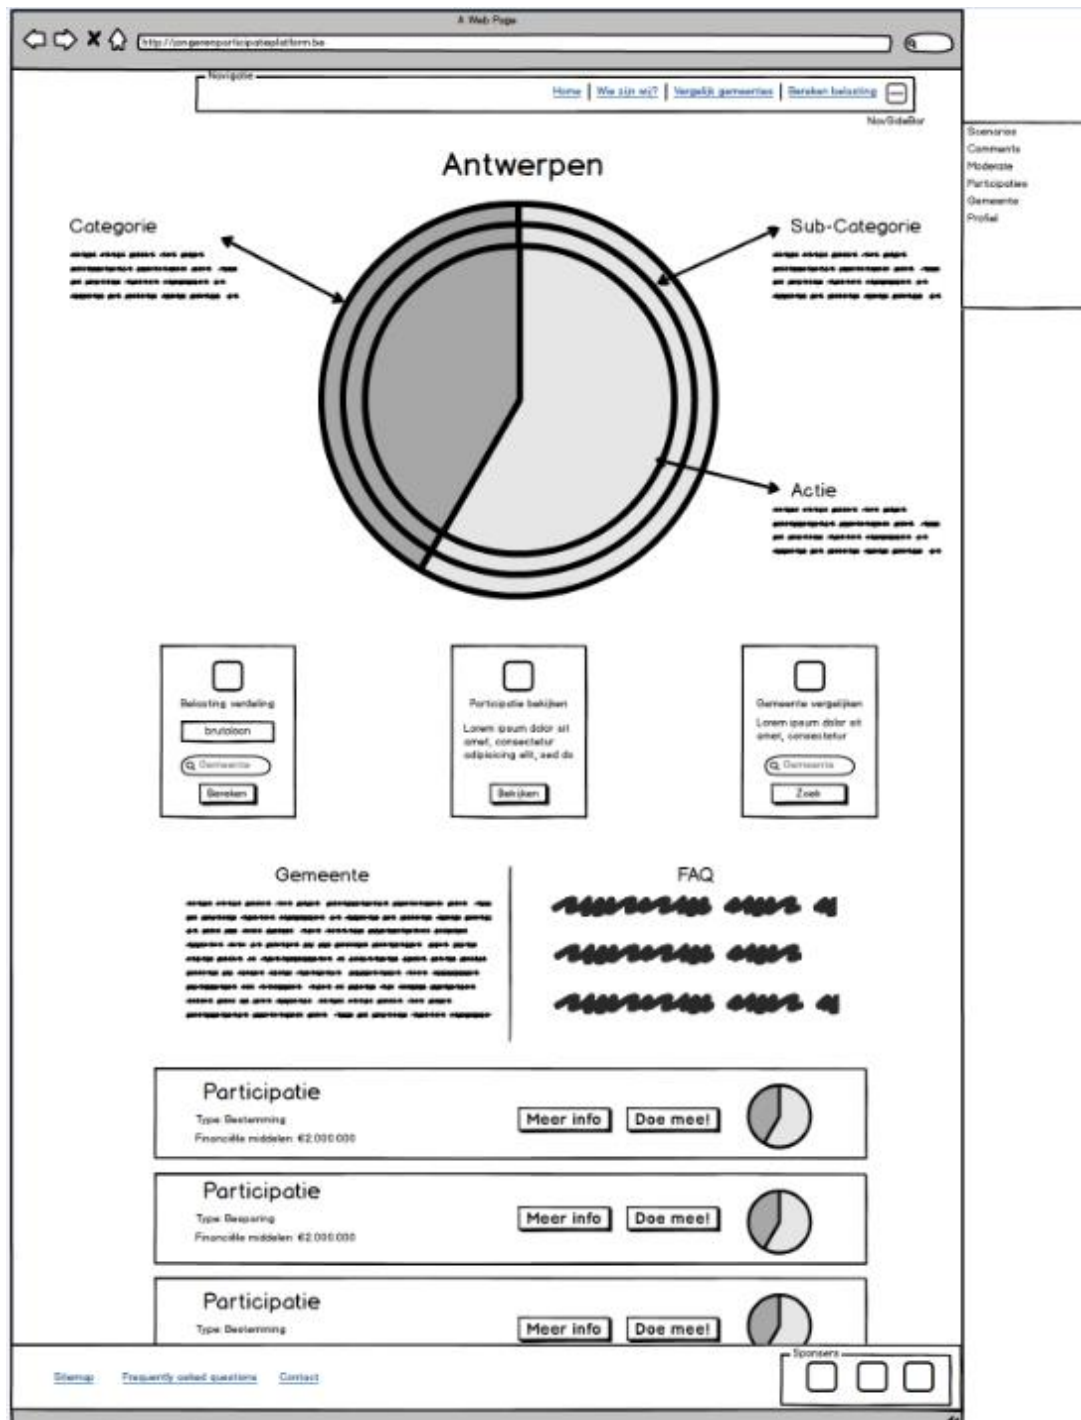 A Web Page
http://jongerenparticipatieplatform.be
Navigatie
Home | Wie zijn wij? | Vergelijk gemeenties | Bereken belasting
NavSideBar
Scenarios
Comments
Moderatie
Participaties
Gemeente
Profiel
Antwerpen
Categorie
Sub-Categorie
Actie
Belasting verdeling
brutoloon
Gemeente
Bereken
Participatie bekijken
Lorem ipsum dolor sit
amet, consectetur
adipisicing elit, sed do
Bekijken
Gemeente vergelijken
Lorem ipsum dolor sit
amet, consectetur
Gemeente
Zoek
Gemeente
FAQ
Participatie
Type: Bestemming
Financiële middelen: €2.000.000
Meer info
Doe mee!
Participatie
Type: Besparing
Financiële middelen: €2.000.000
Meer info
Doe mee!
Participatie
Type: Bestemming
Meer info
Doe mee!
Sitemap
Frequently asked questions
Contact
Sponsers